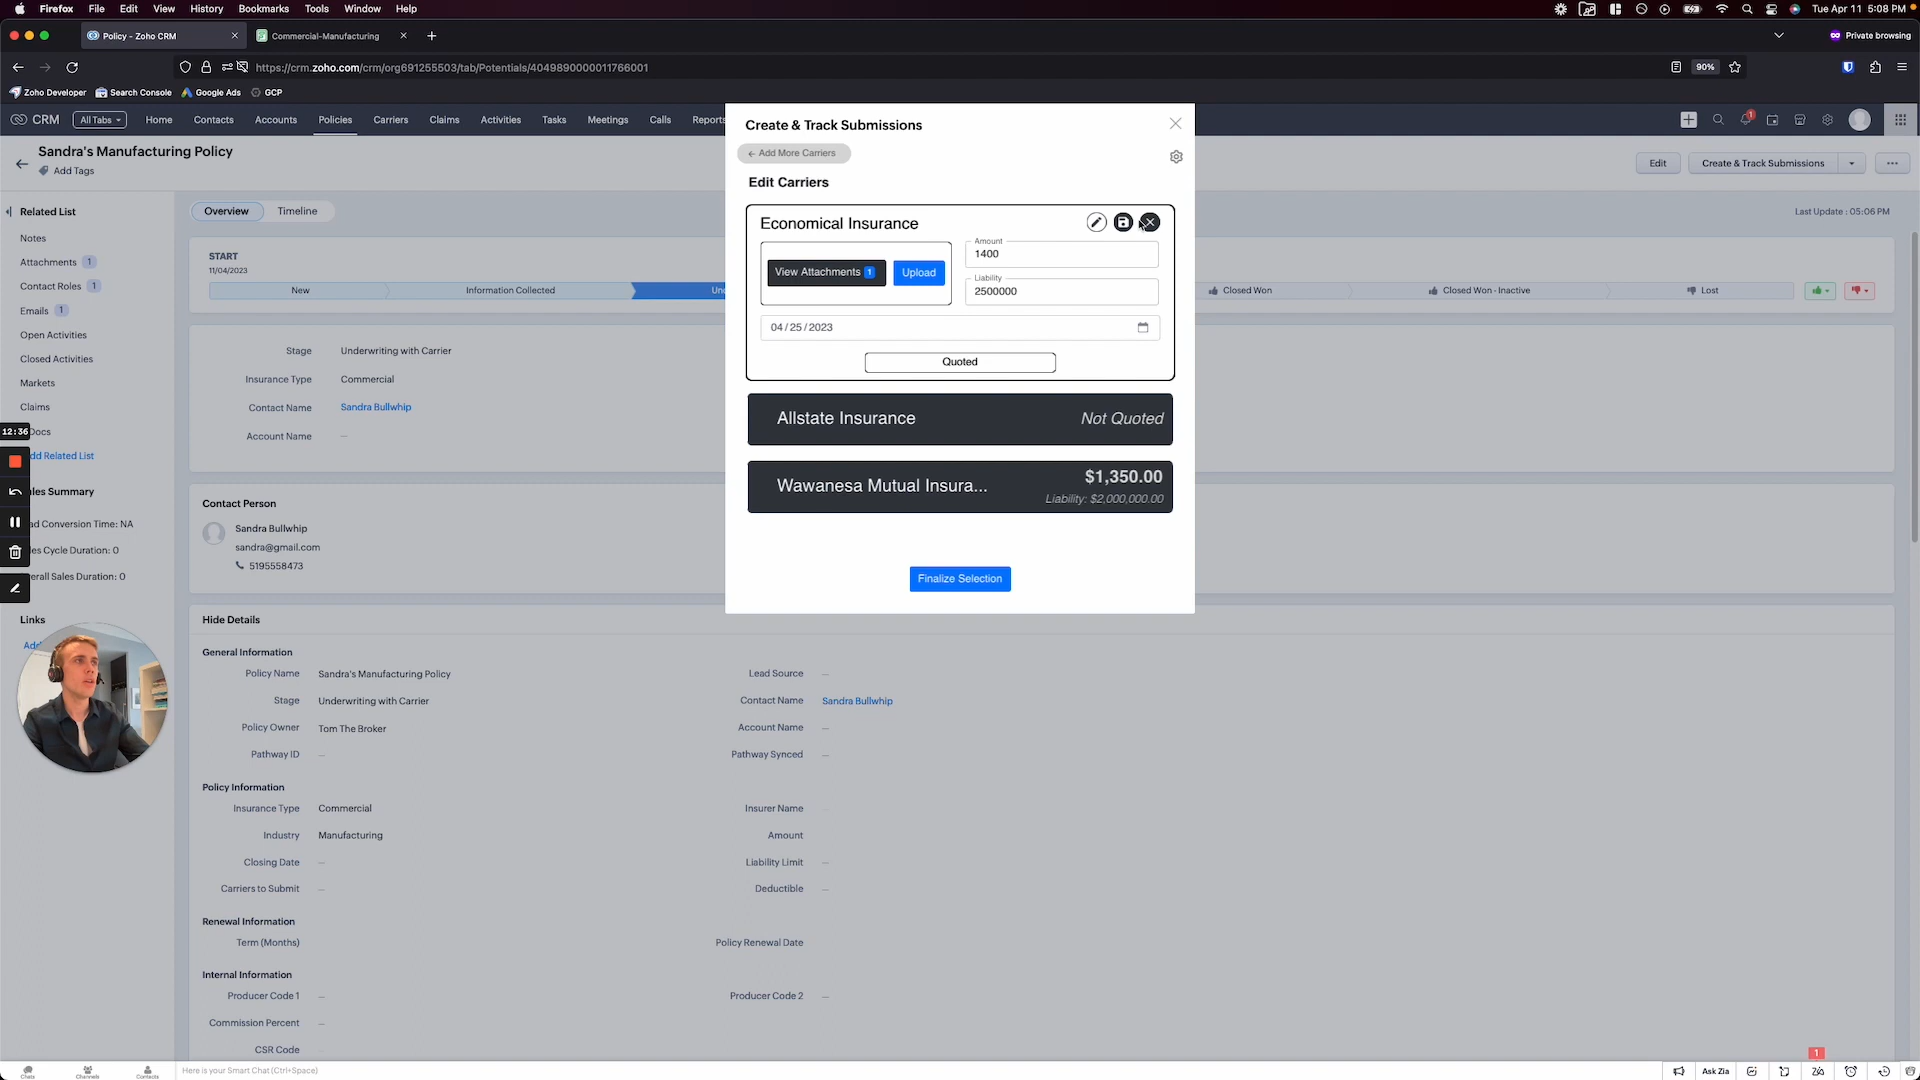 Firefox File Edit View History Bookmarks Tools Window Help
Tue Apr 11 5:08 PM
Policy - Zoho CRM
Commercial-Manufacturing
Private browsing
https://crm.zoho.com/crm/org691255503/tab/Potentials/4049890000011766001
90%
Zoho Developer Search Console Google Ads GCP
CRM All Tabs Home Contacts Accounts Policies Carriers Claims Activities Tasks Meetings Calls Reports
1
Sandra's Manufacturing Policy
Add Tags
Edit Create & Track Submissions
Related List
Notes
Attachments 1
Contact Roles 1
Emails 1
Open Activities
Closed Activities
Markets
Claims
12:36
Docs
dd Related List
les Summary
ad Conversion Time: NA
es Cycle Duration: 0
erall Sales Duration: 0
Links
Overview Timeline
Last Update : 05:06 PM
START
11/04/2023
New Information Collected Closed Won Closed Won - Inactive Lost
Stage Underwriting with Carrier
Insurance Type Commercial
Contact Name Sandra Bullwhip
Account Name —
Contact Person
Sandra Bullwhip
sandra@gmail.com
5195558473
Create & Track Submissions
Add More Carriers
Edit Carriers
Economical Insurance
View Attachments 1 Upload
Amount
1400
Liability
2500000
04/25/2023
Quoted
Allstate Insurance Not Quoted
Wawanesa Mutual Insura... $1,350.00
Liability: $2,000,000.00
Finalize Selection
Hide Details
General Information
Policy Name Sandra's Manufacturing Policy Lead Source —
Stage Underwriting with Carrier Contact Name Sandra Bullwhip
Policy Owner Tom The Broker Account Name —
Pathway ID — Pathway Synced —
Policy Information
Insurance Type Commercial Insurer Name
Industry Manufacturing Amount
Closing Date — Liability Limit —
Carriers to Submit — Deductible —
Renewal Information
Term (Months) Policy Renewal Date
Internal Information
Producer Code 1 — Producer Code 2 —
Commission Percent —
CSR Code
Chats Channels Contacts
Here is your Smart Chat (Ctrl+Space)
1
Ask Zia